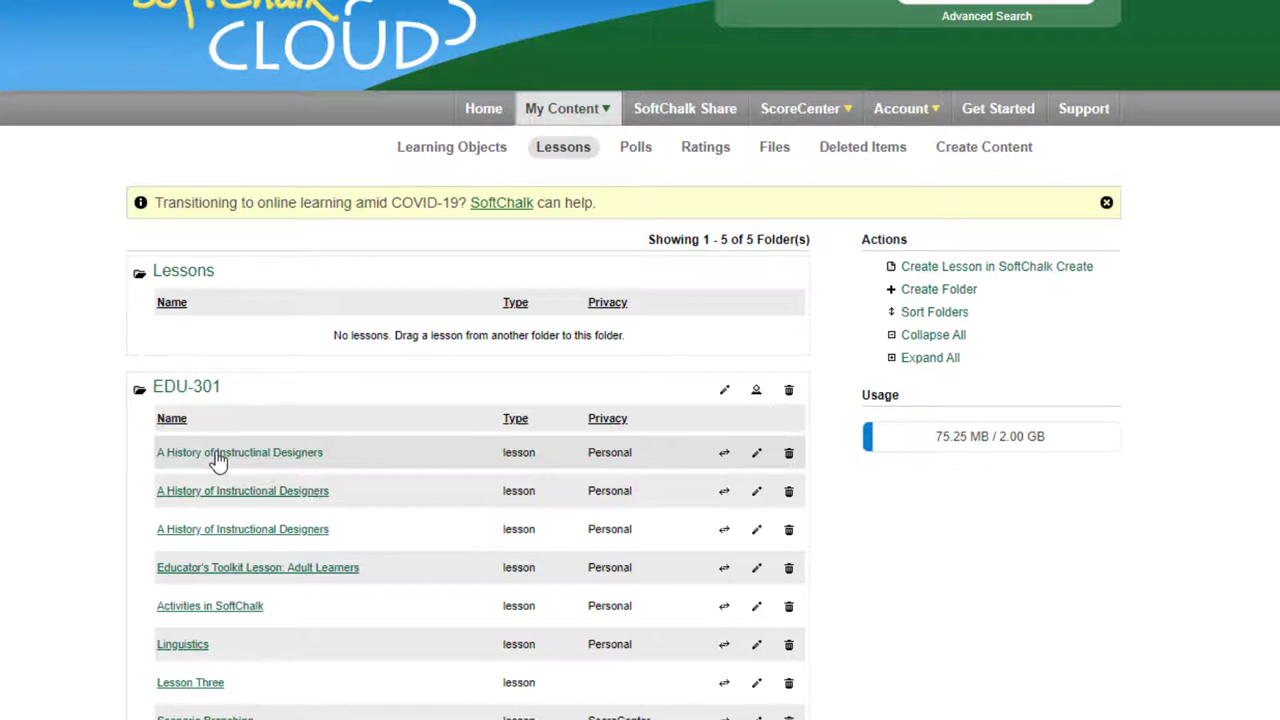 SoftChalk
CLOUD
Advanced Search
Home My Content ▼ SoftChalk Share ScoreCenter ▼ Account ▼ Get Started Support
Learning Objects Lessons Polls Ratings Files Deleted Items Create Content
Transitioning to online learning amid COVID-19? SoftChalk can help.
Showing 1 - 5 of 5 Folder(s)
Lessons
Name Type Privacy
No lessons. Drag a lesson from another folder to this folder.
EDU-301
Name Type Privacy
A History of Instructinal Designers lesson Personal
A History of Instructional Designers lesson Personal
A History of Instructional Designers lesson Personal
Educator's Toolkit Lesson: Adult Learners lesson Personal
Activities in SoftChalk lesson Personal
Linguistics lesson Personal
Lesson Three lesson
Scenario Branching lesson ScoreCenter
Actions
Create Lesson in SoftChalk Create
Create Folder
Sort Folders
Collapse All
Expand All
Usage
75.25 MB / 2.00 GB